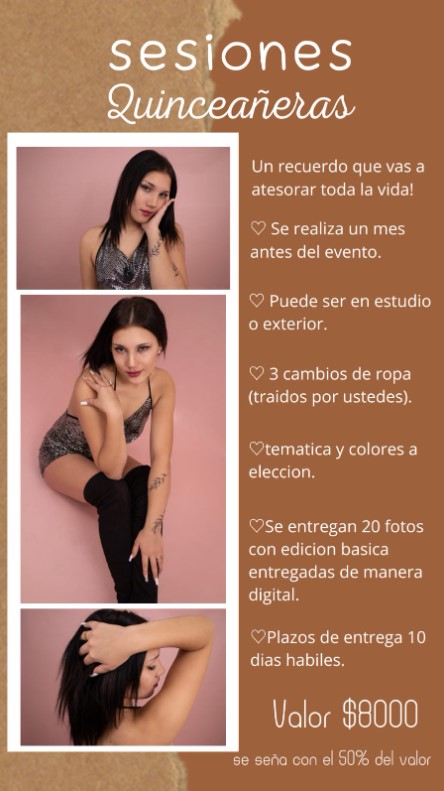 sesiones
Quinceañeras
Un recuerdo que vas a
atesorar toda la vida!
♡ Se realiza un mes
antes del evento.
♡ Puede ser en estudio
o exterior.
♡ 3 cambios de ropa
(traidos por ustedes).
♡tematica y colores a
eleccion.
♡Se entregan 20 fotos
con edicion basica
entregadas de manera
digital.
♡Plazos de entrega 10
dias habiles.
Valor $8000
se seña con el 50% del valor